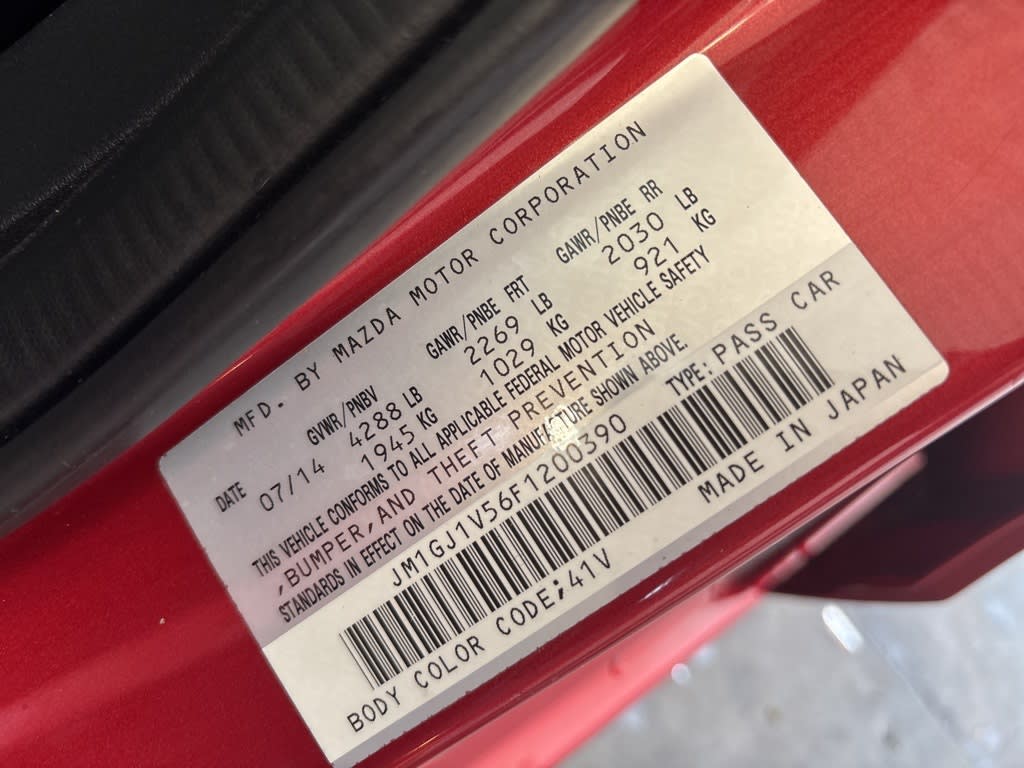 MFD. BY MAZDA MOTOR CORPORATION
DATE GVWR/PNBV GAWR/PNBE FRT GAWR/PNBE RR
07/14 4288 LB 2269 LB 2030 LB
1945 KG 1029 KG 921 KG
THIS VEHICLE CONFORMS TO ALL APPLICABLE FEDERAL MOTOR VEHICLE SAFETY
,BUMPER,AND THEFT PREVENTION
STANDARDS IN EFFECT ON THE DATE OF MANUFACTURE SHOWN ABOVE.
JM1GJ1V56F1200390 TYPE: PASS CAR
BODY COLOR CODE;41V MADE IN JAPAN